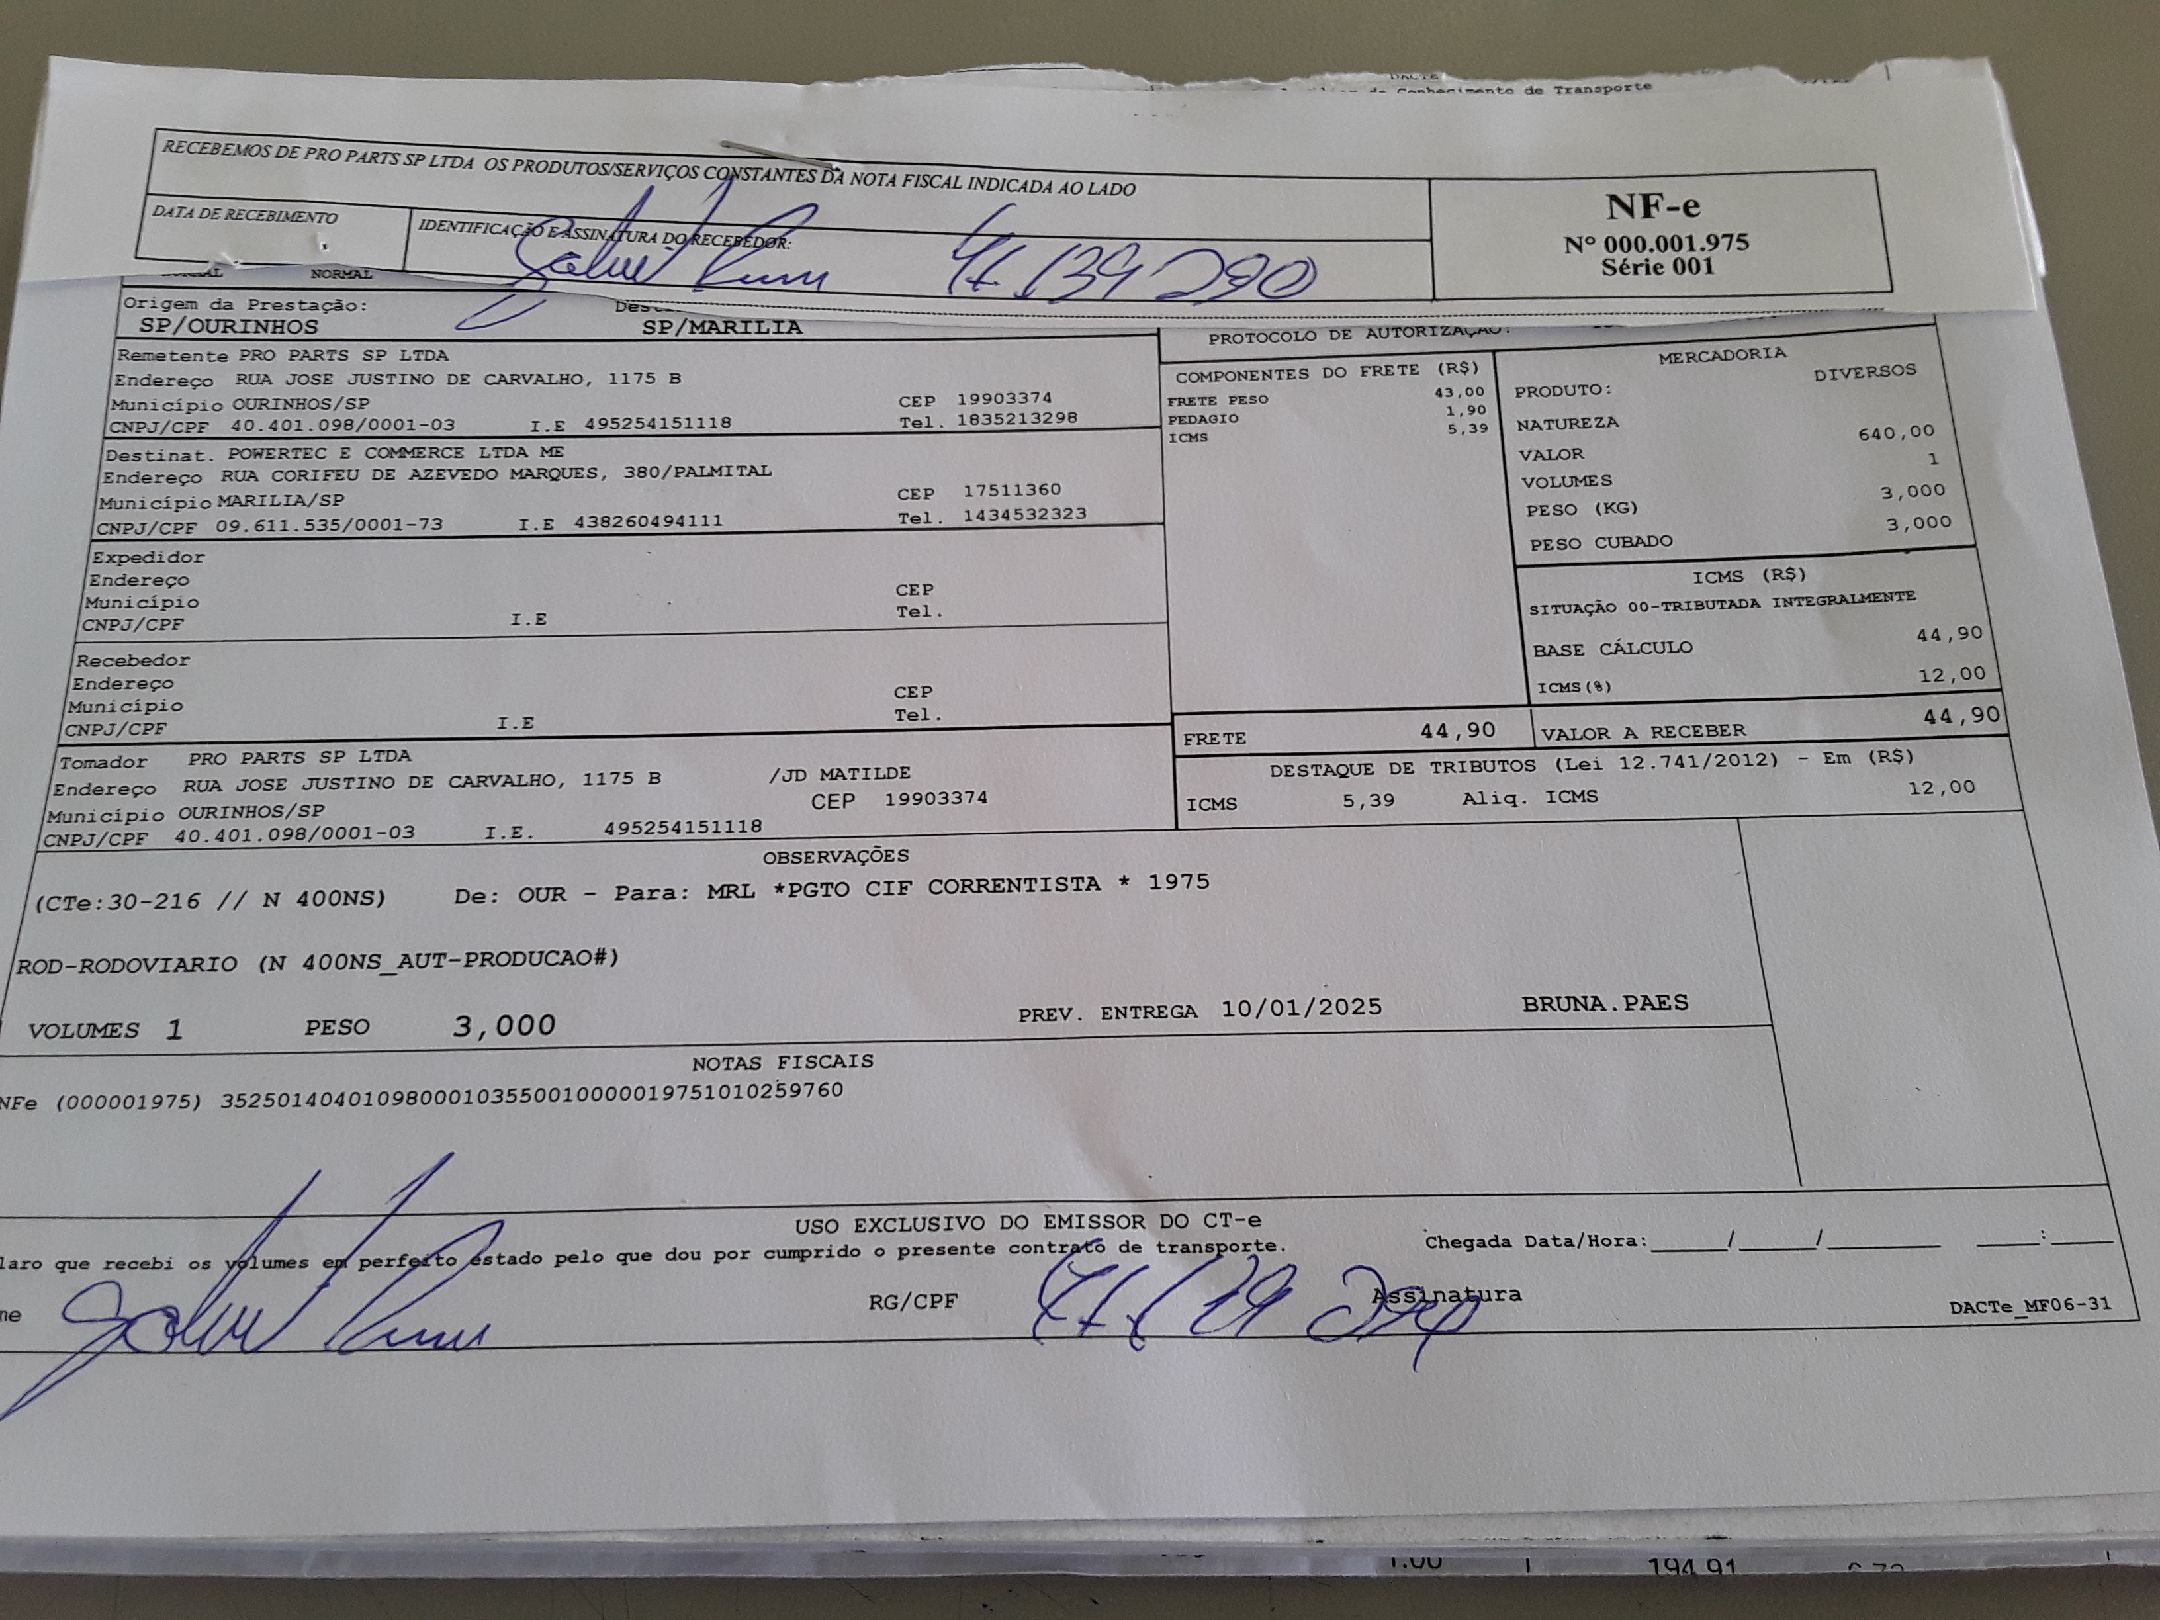 DACTE
Conhecimento de Transporte
RECEBEMOS DE PRO PARTS SP LTDA OS PRODUTOS/SERVIÇOS CONSTANTES DA NOTA FISCAL INDICADA AO LADO
DATA DE RECEBIMENTO
IDENTIFICAÇÃO E ASSINATURA DO RECEBEDOR:
NF-e
Nº 000.001.975
Série 001
NORMAL
Origem da Prestação:
SP/OURINHOS
SP/MARILIA
Remetente PRO PARTS SP LTDA
Endereço RUA JOSE JUSTINO DE CARVALHO, 1175 B
Município OURINHOS/SP CEP 19903374
CNPJ/CPF 40.401.098/0001-03 I.E 495254151118 Tel. 1835213298
Destinat. POWERTEC E COMMERCE LTDA ME
Endereço RUA CORIFEU DE AZEVEDO MARQUES, 380/PALMITAL
Município MARILIA/SP CEP 17511360
CNPJ/CPF 09.611.535/0001-73 I.E 438260494111 Tel. 1434532323
Expedidor
Endereço
Município CEP
CNPJ/CPF I.E Tel.
Recebedor
Endereço
Município CEP
CNPJ/CPF I.E Tel.
Tomador PRO PARTS SP LTDA
Endereço RUA JOSE JUSTINO DE CARVALHO, 1175 B /JD MATILDE
Município OURINHOS/SP CEP 19903374
CNPJ/CPF 40.401.098/0001-03 I.E. 495254151118
PROTOCOLO DE AUTORIZAÇÃO:
COMPONENTES DO FRETE (R$)
FRETE PESO 43,00
PEDAGIO 1,90
ICMS 5,39
MERCADORIA
PRODUTO: DIVERSOS
NATUREZA
VALOR 640,00
VOLUMES 1
PESO (KG) 3,000
PESO CUBADO 3,000
ICMS (R$)
SITUAÇÃO 00-TRIBUTADA INTEGRALMENTE
BASE CÁLCULO 44,90
ICMS(%) 12,00
FRETE 44,90 VALOR A RECEBER 44,90
DESTAQUE DE TRIBUTOS (Lei 12.741/2012) - Em (R$)
ICMS 5,39 Aliq. ICMS 12,00
OBSERVAÇÕES
(CTe:30-216 // N 400NS) De: OUR - Para: MRL *PGTO CIF CORRENTISTA * 1975
ROD-RODOVIARIO (N 400NS_AUT-PRODUCAO#)
VOLUMES 1 PESO 3,000 PREV. ENTREGA 10/01/2025 BRUNA.PAES
NOTAS FISCAIS
NFe (000001975) 35250140401098000103550010000019751010259760
USO EXCLUSIVO DO EMISSOR DO CT-e
laro que recebi os volumes em perfeito estado pelo que dou por cumprido o presente contrato de transporte. Chegada Data/Hora:_____/_____/_______ ____:____
me RG/CPF Assinatura
DACTe_MF06-31
1.00 194,91